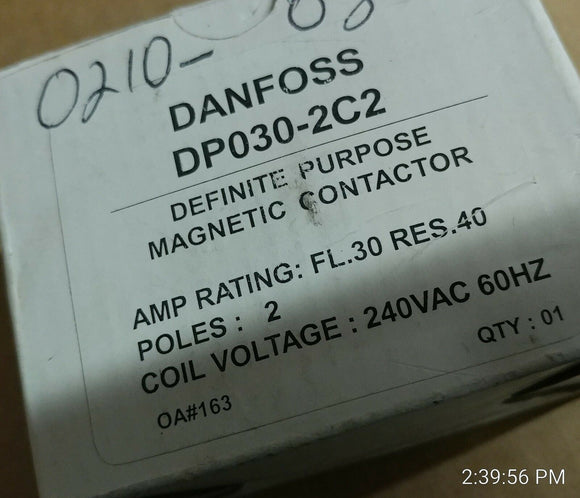 0210-
DANFOSS
DP030-2C2
DEFINITE PURPOSE
MAGNETIC CONTACTOR
AMP RATING: FL.30 RES.40
POLES : 2
COIL VOLTAGE : 240VAC 60HZ
QTY : 01
OA#163
2:39:56 PM